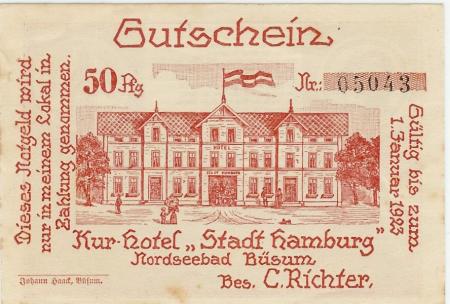 Gutschein
50 Pfg
Nr.: 05043
Dieses Notgeld wird
nur in meinem Lokal in
Zahlung genommen.
Gültig bis zum
1. Januar 1923
HOTEL
STADT HAMBURG
Kur-Hotel „Stadt Hamburg"
Nordseebad Büsum
Bes. C. Richter.
Johann Haack, Büsum.